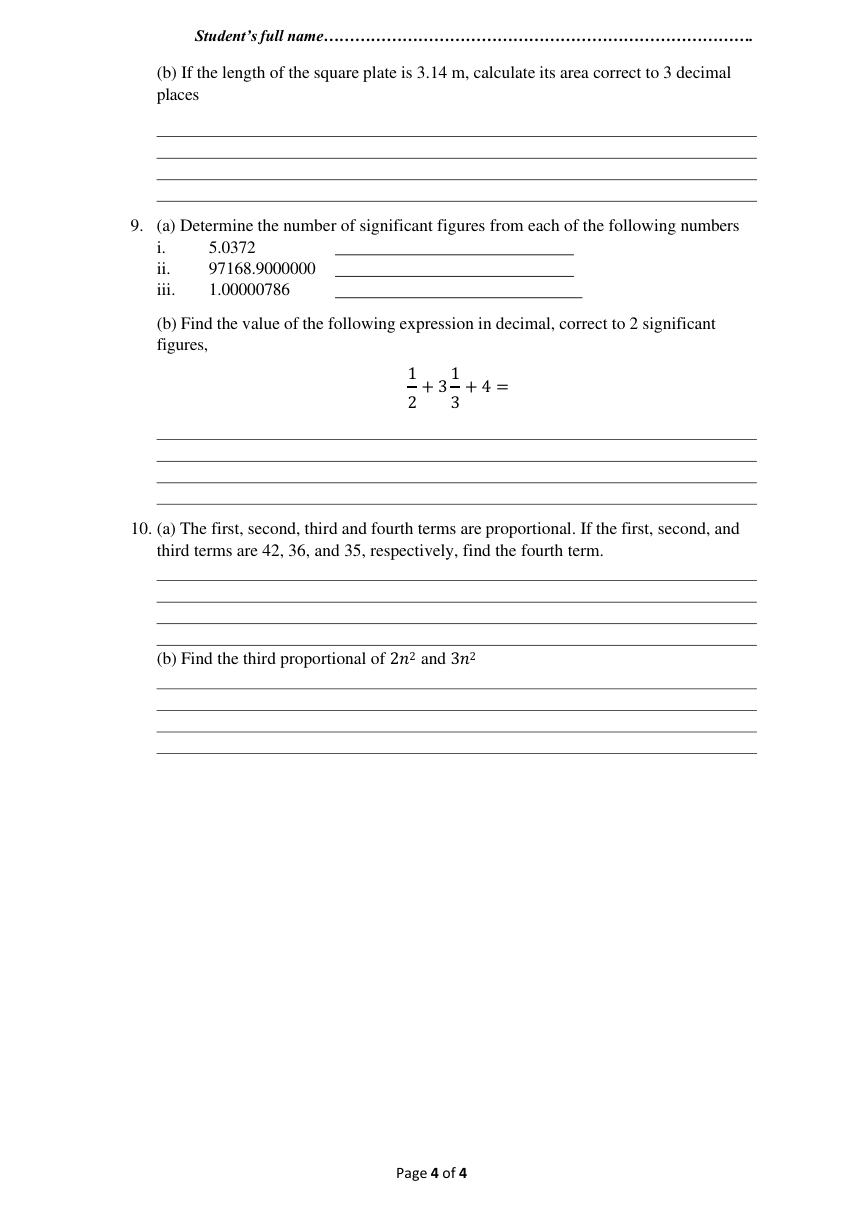 Student's full name……………………………………………………………………….
(b) If the length of the square plate is 3.14 m, calculate its area correct to 3 decimal
places
9. (a) Determine the number of significant figures from each of the following numbers
i. 5.0372
ii. 97168.9000000
iii. 1.00000786
(b) Find the value of the following expression in decimal, correct to 2 significant
figures,
1/2 + 3 1/3 + 4 =
10. (a) The first, second, third and fourth terms are proportional. If the first, second, and
third terms are 42, 36, and 35, respectively, find the fourth term.
(b) Find the third proportional of 2n² and 3n²
Page 4 of 4